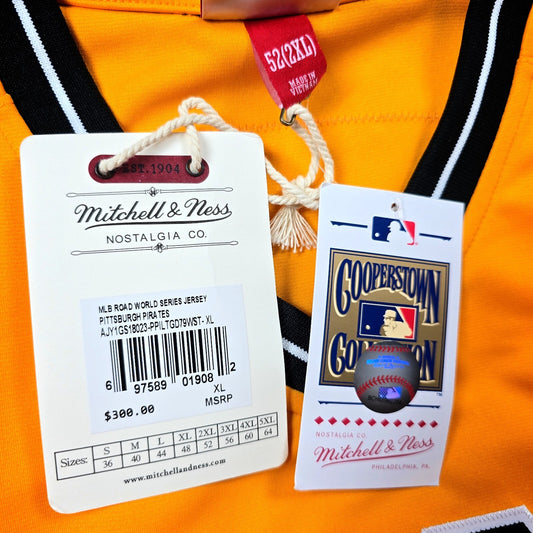 52(2XL)
MADE IN
VIETNAM
EST. 1904
Mitchell & Ness
NOSTALGIA CO.
MLB ROAD WORLD SERIES JERSEY
PITTSBURGH PIRATES
AJY1GS18023-PPILTGD79WST- XL
6 97589 01908 2
XL
$300.00 MSRP
Sizes: S M L XL 2XL 3XL 4XL 5XL
36 40 44 48 52 56 60 64
www.mitchellandness.com
COOPERSTOWN
COLLECTION
TM
NOSTALGIA CO.
Mitchell & Ness
PHILADELPHIA, PA.